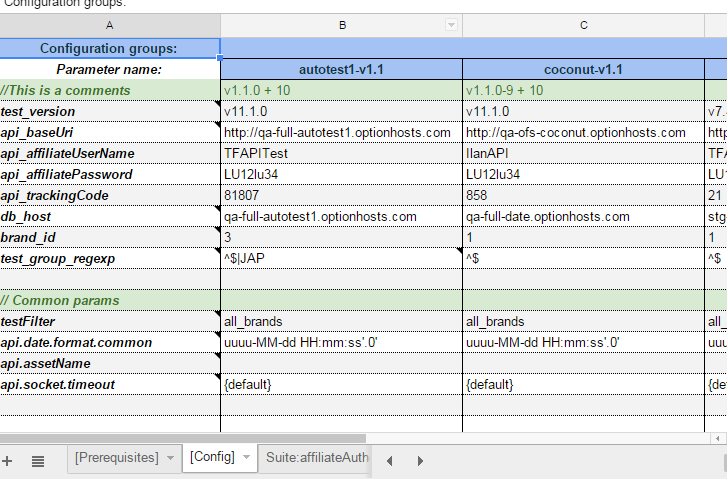 Configuration groups:
A B C
Configuration groups:
Parameter name: autotest1-v1.1 coconut-v1.1
//This is a comments v1.1.0 + 10 v1.1.0-9 + 10
test_version v11.1.0 v11.1.0 v7.
api_baseUri http://qa-full-autotest1.optionhosts.com http://qa-ofs-coconut.optionhosts.com http
api_affiliateUserName TFAPITest IlanAPI TFA
api_affiliatePassword LU12lu34 LU12lu34 LU
api_trackingCode 81807 858 21
db_host qa-full-autotest1.optionhosts.com qa-full-date.optionhosts.com stg
brand_id 3 1 1
test_group_regexp ^$|JAP ^$ ^$
// Common params
testFilter all_brands all_brands all_
api.date.format.common uuuu-MM-dd HH:mm:ss'.0' uuuu-MM-dd HH:mm:ss'.0' uuu
api.assetName
api.socket.timeout {default} {default} {de
[Prerequisites] [Config] Suite:affiliateAuth